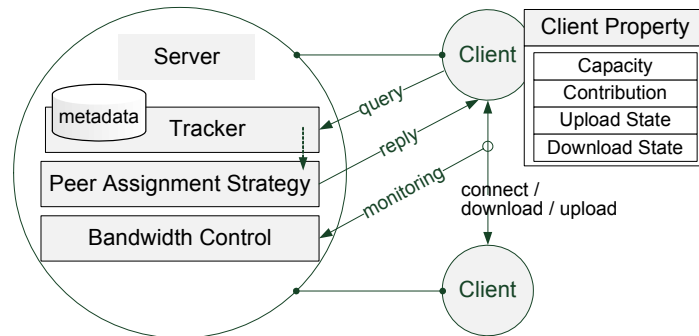 Server
metadata
Tracker
Peer Assignment Strategy
Bandwidth Control
query
reply
monitoring
Client
connect /
download / upload
Client
Client Property
Capacity
Contribution
Upload State
Download State